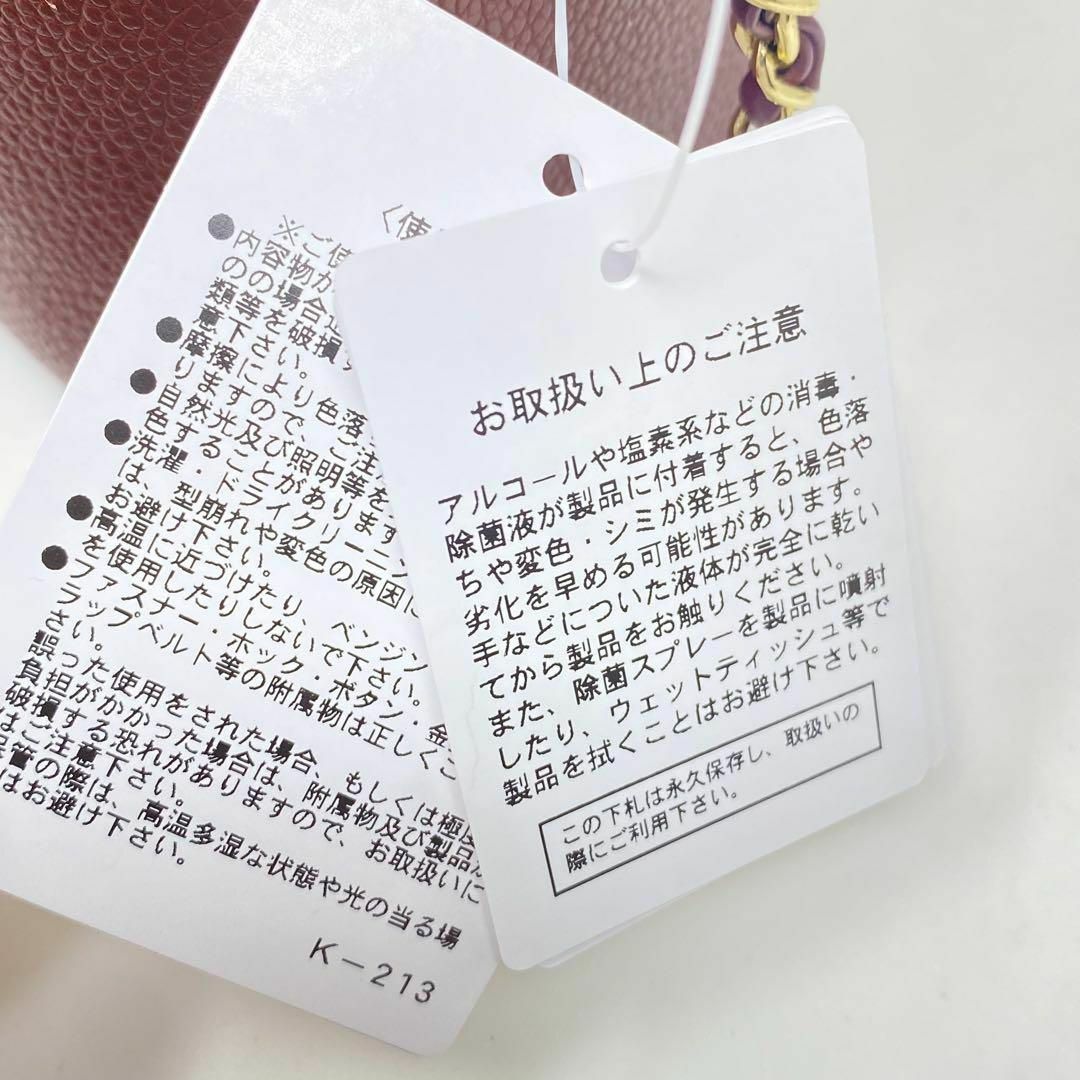 〈使
※ご使
●内容物が
のの場合
類等を破損す
意下さい。
●摩擦により色落
りますので、ご注
●自然光及び照明等を
色することがあります
●洗濯・ドライクリーニン
は、型崩れや変色の原因に
お避け下さい。
●高温に近づけたり、ベンジン
を使用したりしないで下さい。
●ファスナー・ホック・ボタン・金
ラップベルト等の附属物は正しくご
さい。
誤った使用をされた場合、もしくは極度
負担がかかった場合は、附属物及び製品が
破損する恐れがありますので、お取扱いに
はご注意下さい。
管の際は、高温多湿な状態や光の当る場
はお避け下さい。
K-213
お取扱い上のご注意
アルコールや塩素系などの消毒・
除菌液が製品に付着すると、色落
ちや変色・シミが発生する場合や
劣化を早める可能性があります。
手などについた液体が完全に乾い
てから製品をお触りください。
また、除菌スプレーを製品に噴射
したり、ウェットティッシュ等で
製品を拭くことはお避け下さい。
この下札は永久保存し、取扱いの
際にご利用下さい。